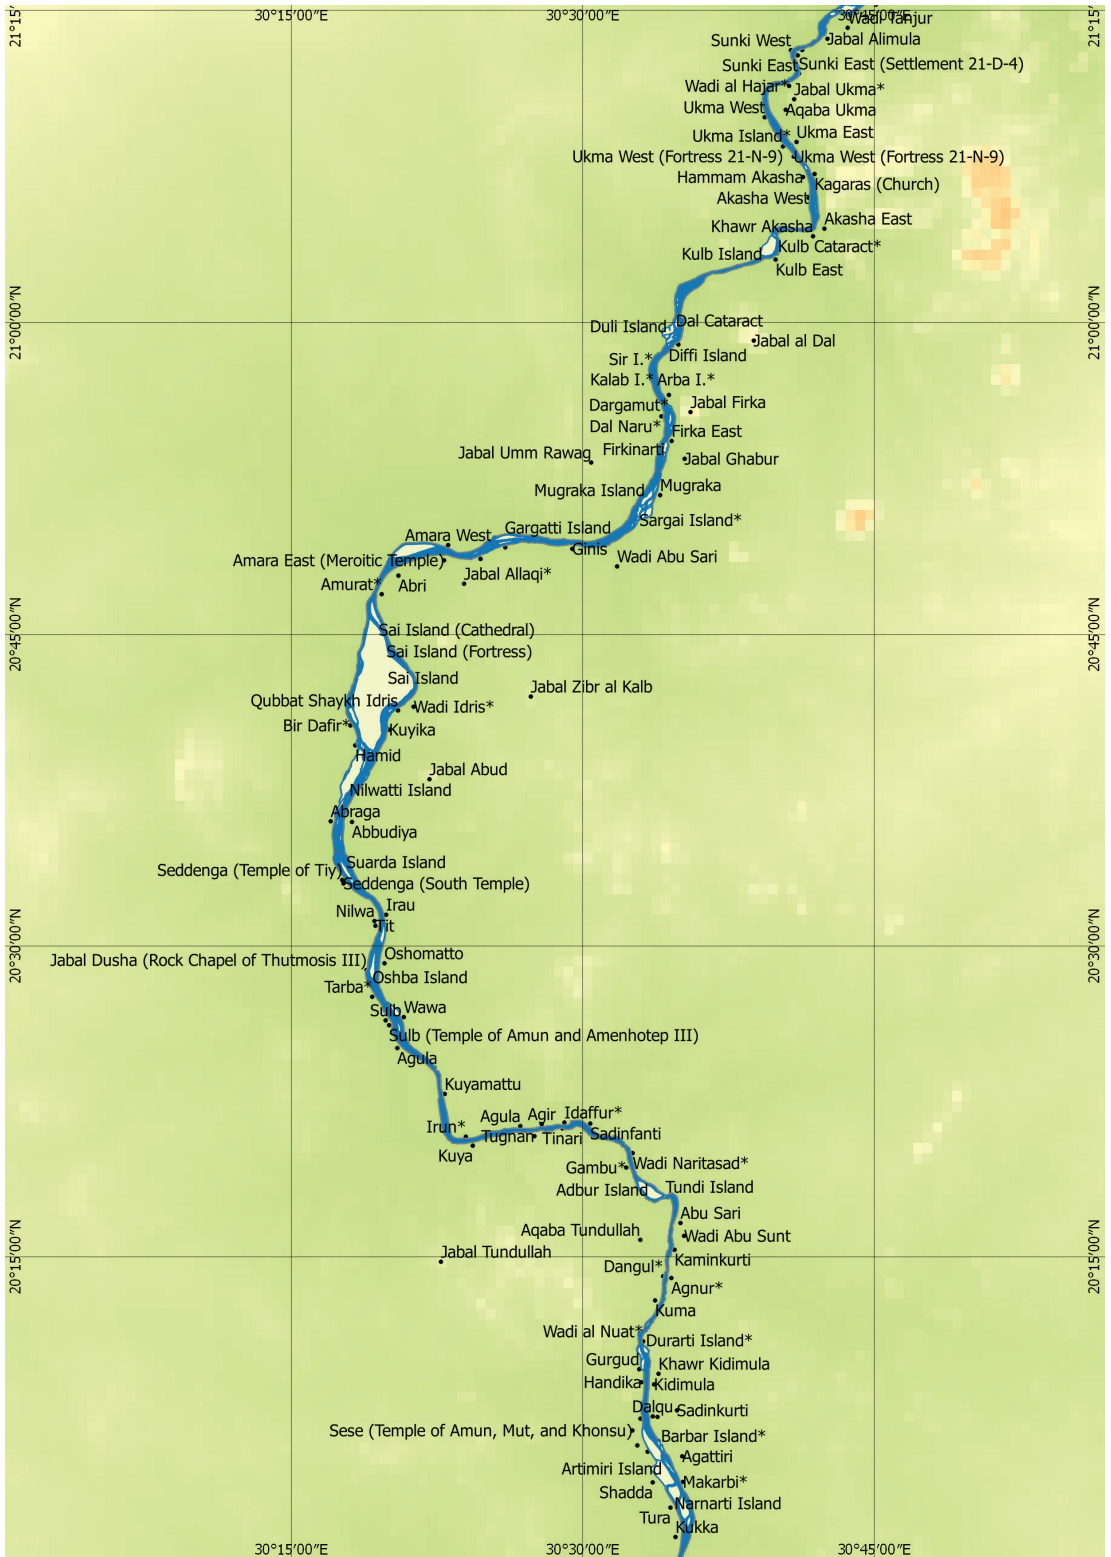 30°15′00″E
30°30′00″E
30°45′00″E
21°15′
21°15′
Wadi Tanjur
Sunki West
Jabal Alimula
Sunki East
Sunki East (Settlement 21-D-4)
Wadi al Hajar*
Jabal Ukma*
Ukma West
Aqaba Ukma
Ukma Island*
Ukma East
Ukma West (Fortress 21-N-9)
Ukma West (Fortress 21-N-9)
Hammam Akasha
Kagaras (Church)
Akasha West
Khawr Akasha
Akasha East
Kulb Island
Kulb Cataract*
Kulb East
21°00′00″N
21°00′00″N
Duli Island
Dal Cataract
Jabal al Dal
Sir I.*
Diffi Island
Kalab I.*
Arba I.*
Dargamut*
Jabal Firka
Dal Naru*
Firka East
Jabal Umm Rawag
Firkinarti
Jabal Ghabur
Mugraka Island
Mugraka
Sargai Island*
Amara West
Gargatti Island
Ginis
Amara East (Meroitic Temple)
Wadi Abu Sari
Amurat*
Abri
Jabal Allaqi*
20°45′00″N
20°45′00″N
Sai Island (Cathedral)
Sai Island (Fortress)
Sai Island
Jabal Zibr al Kalb
Qubbat Shaykh Idris
Wadi Idris*
Bir Dafir*
Kuyika
Hamid
Jabal Abud
Nilwatti Island
Abraga
Abbudiya
Suarda Island
Seddenga (Temple of Tiy)
Seddenga (South Temple)
Nilwa
Irau
Tit
20°30′00″N
20°30′00″N
Oshomatto
Jabal Dusha (Rock Chapel of Thutmosis III)
Oshba Island
Tarba*
Sulb
Wawa
Sulb (Temple of Amun and Amenhotep III)
Agula
Kuyamattu
Irun*
Agula
Agir
Idaffur*
Tugnan
Tinari
Sadinfanti
Kuya
Gambu*
Wadi Naritasad*
Adbur Island
Tundi Island
Abu Sari
Aqaba Tundullah
Wadi Abu Sunt
Jabal Tundullah
Kaminkurti
20°15′00″N
20°15′00″N
Dangul*
Agnur*
Kuma
Wadi al Nuat*
Durarti Island*
Gurgud
Khawr Kidimula
Handika
Kidimula
Dalqu
Sadinkurti
Sese (Temple of Amun, Mut, and Khonsu)
Barbar Island*
Agattiri
Artimiri Island
Makarbi*
Shadda
Narnarti Island
Tura
Kukka
30°15′00″E
30°30′00″E
30°45′00″E